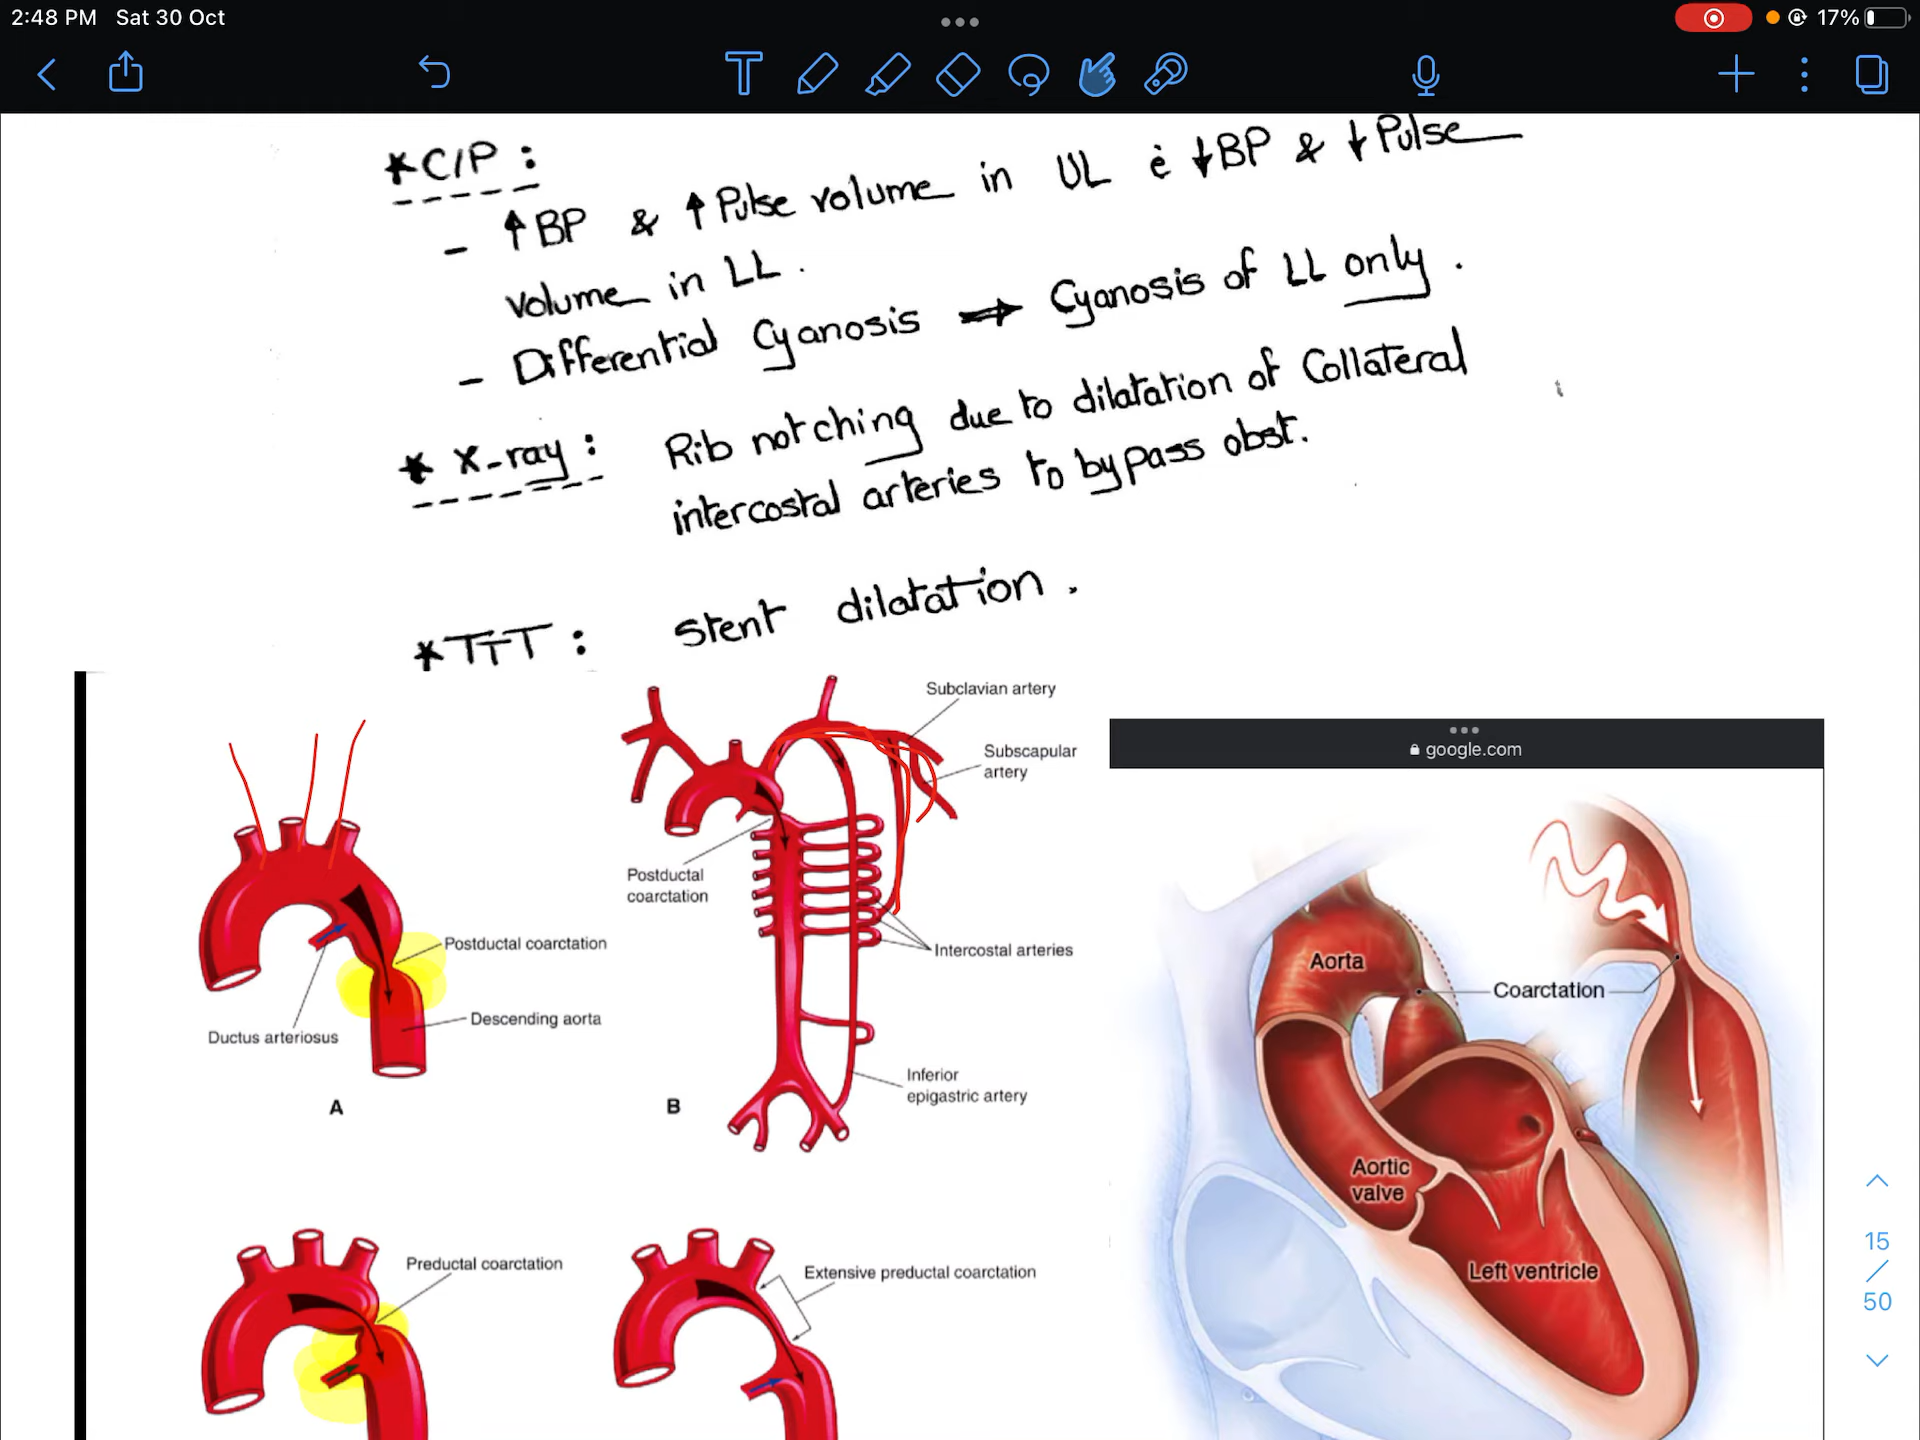 2:48 PM Sat 30 Oct
17%
*C/P :
- ↑BP & ↑Pulse volume in UL ċ ↓BP & ↓Pulse
volume in LL .
- Differential Cyanosis → Cyanosis of LL only .
* X-ray : Rib notching due to dilatation of Collateral
intercostal arteries to bypass obst.
*TTT : Stent dilatation .
Subclavian artery
Subscapular
artery
Postductal
coarctation
Postductal coarctation
Intercostal arteries
Ductus arteriosus
Descending aorta
Inferior
epigastric artery
A
B
Preductal coarctation
Extensive preductal coarctation
google.com
Aorta
Coarctation
Aortic
valve
Left ventricle
15
/
50